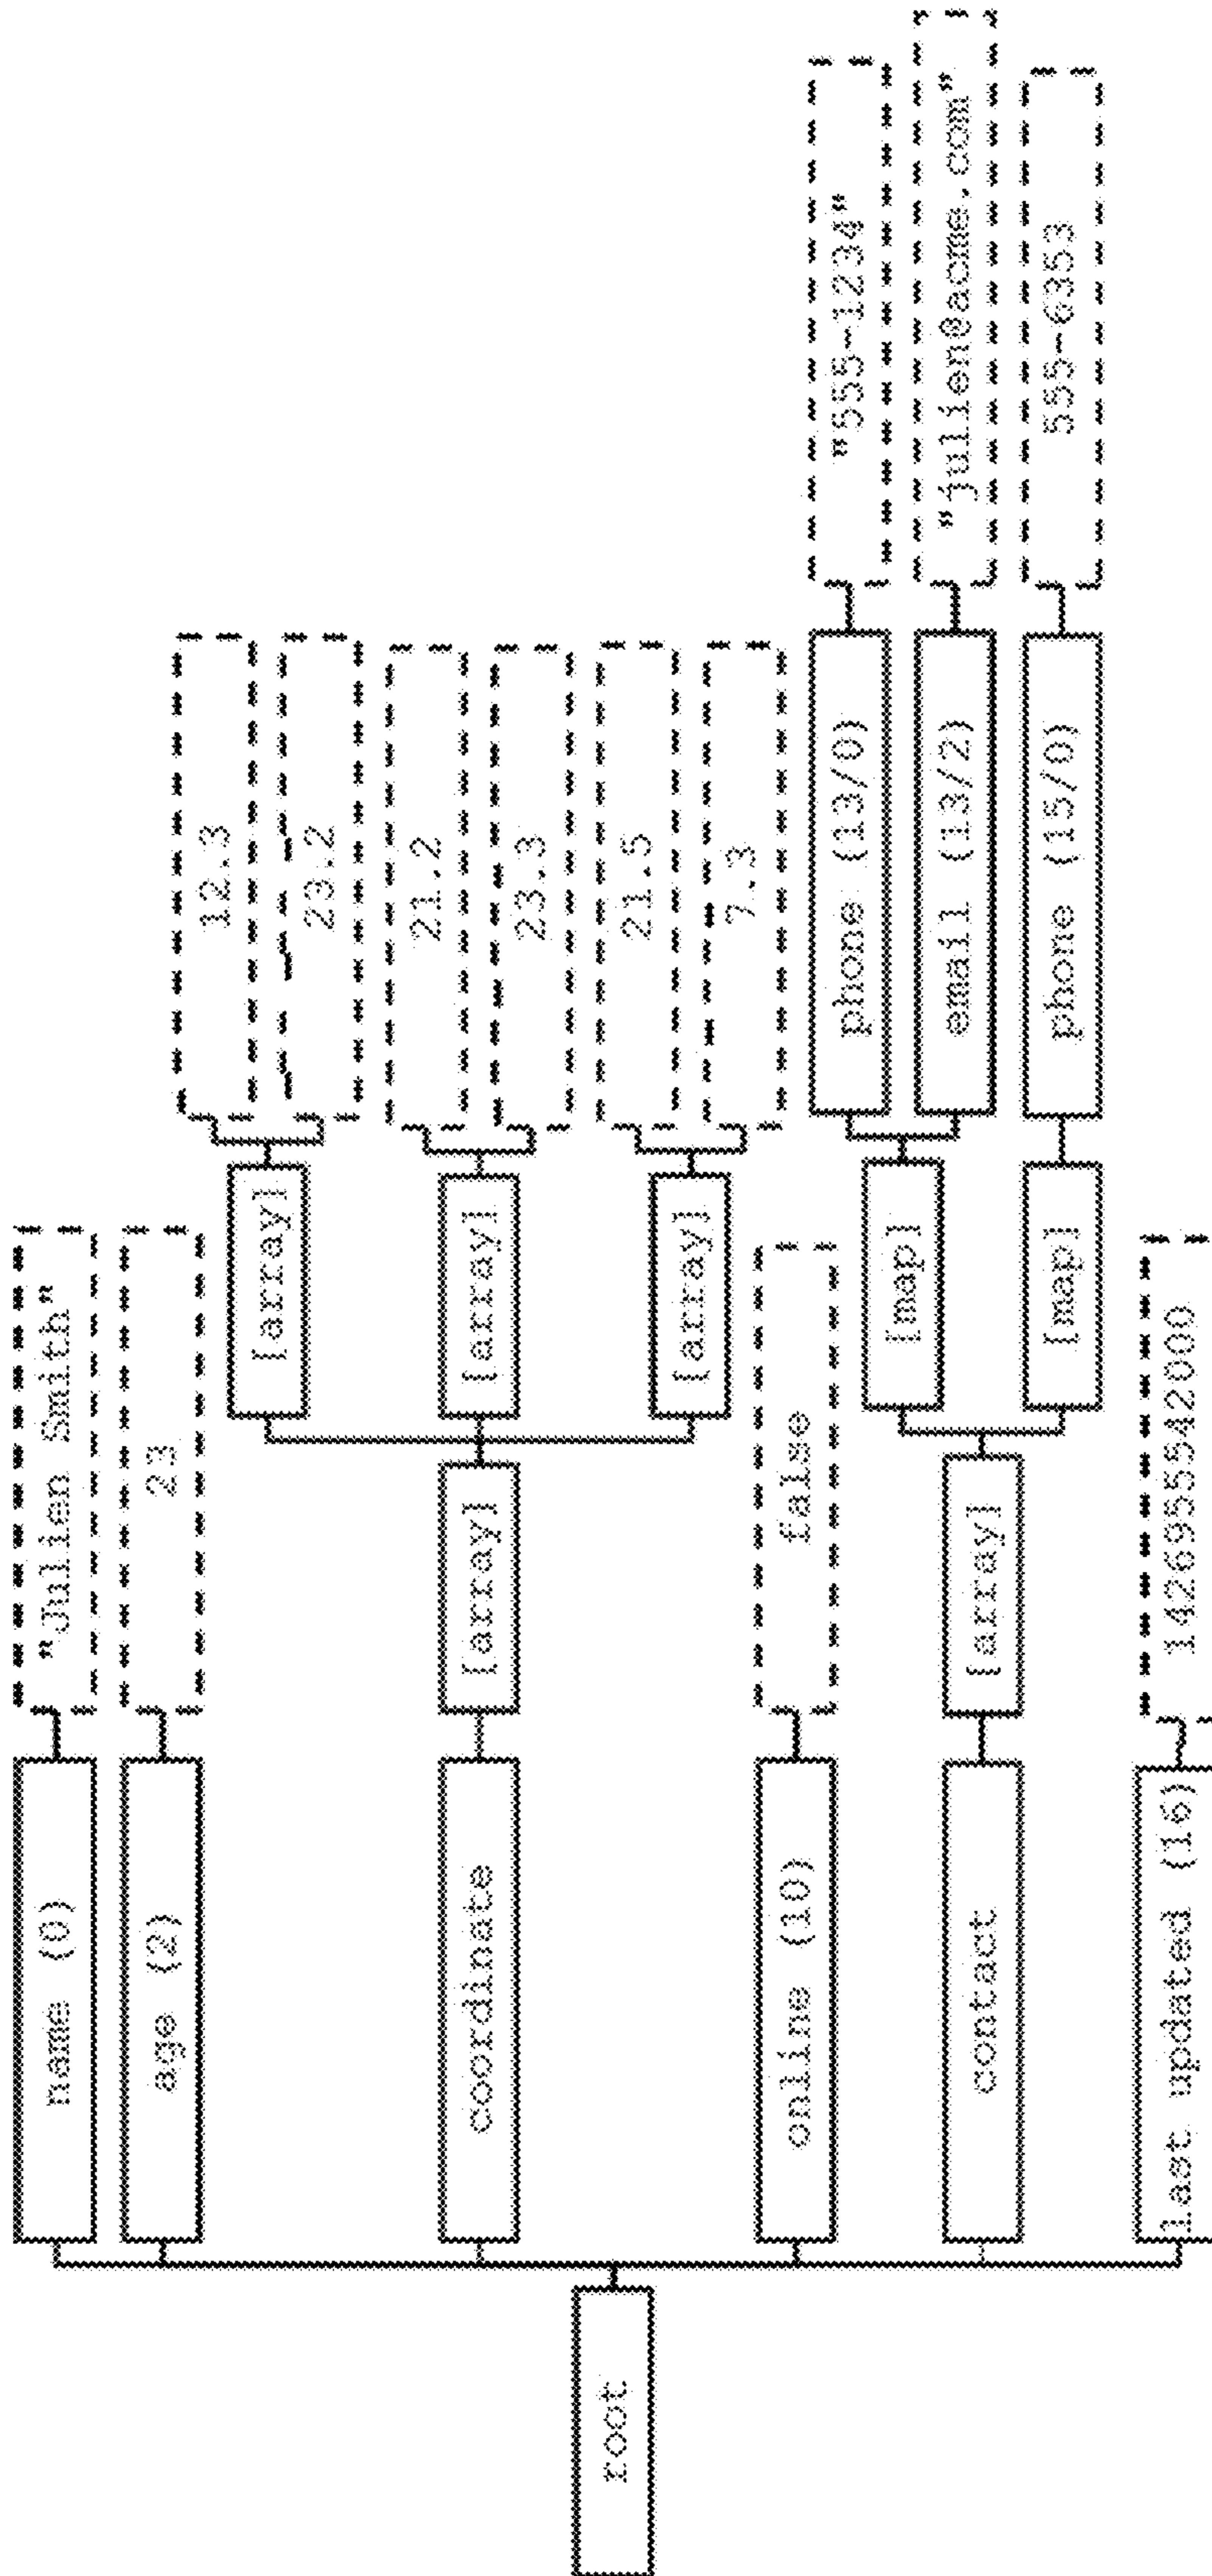 root
name (0)
"Julien Smith"
age (2)
23
coordinate
[array]
[array]
12.3
23.2
[array]
21.2
23.3
[array]
21.5
7.3
online (10)
false
contact
[array]
[map]
phone (13/0)
"555-1234"
email (13/2)
"julien@acme.com"
[map]
phone (15/0)
555-6353
last updated (16)
1426955542000